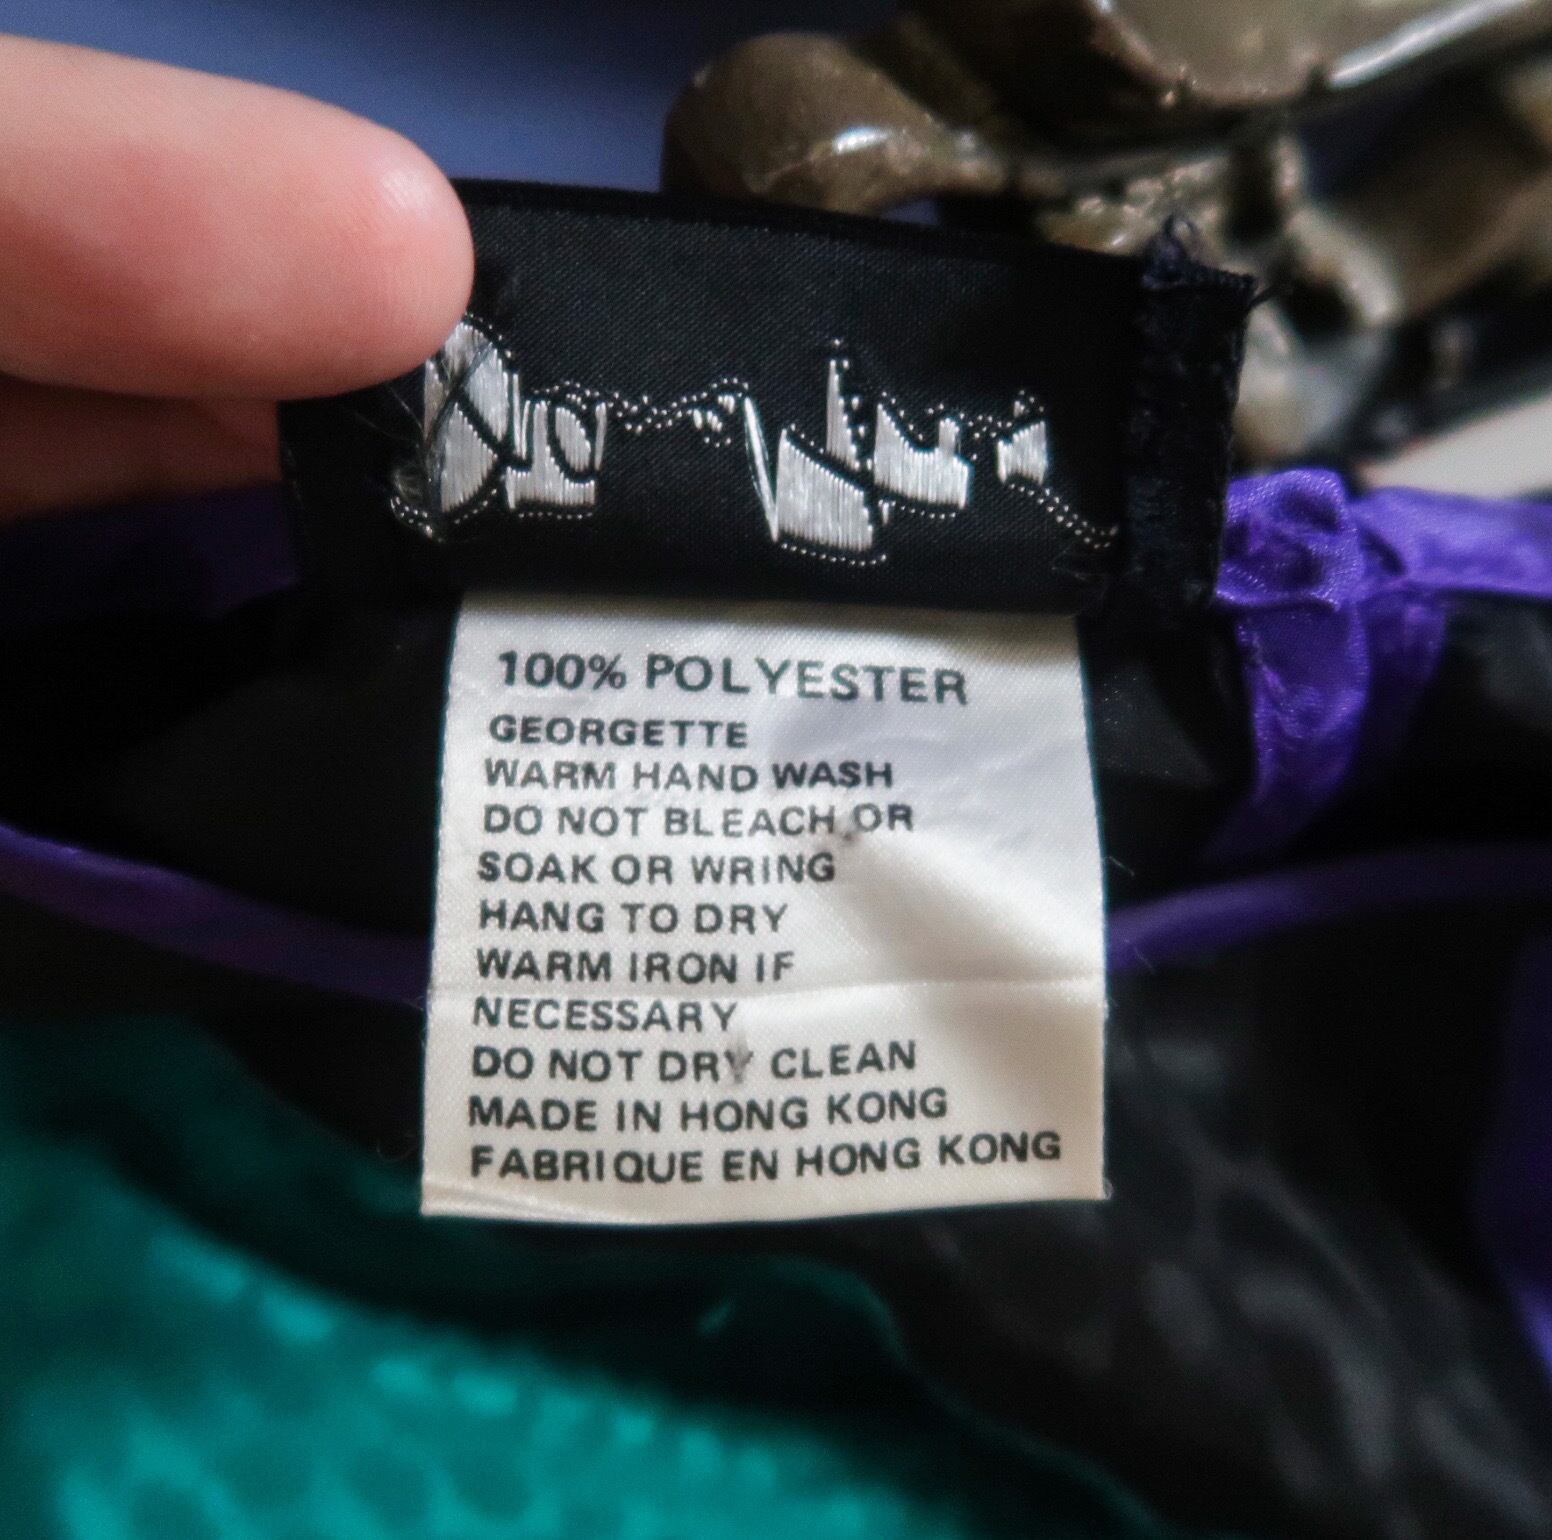 100% POLYESTER
GEORGETTE
WARM HAND WASH
DO NOT BLEACH OR
SOAK OR WRING
HANG TO DRY
WARM IRON IF
NECESSARY
DO NOT DRY CLEAN
MADE IN HONG KONG
FABRIQUE EN HONG KONG